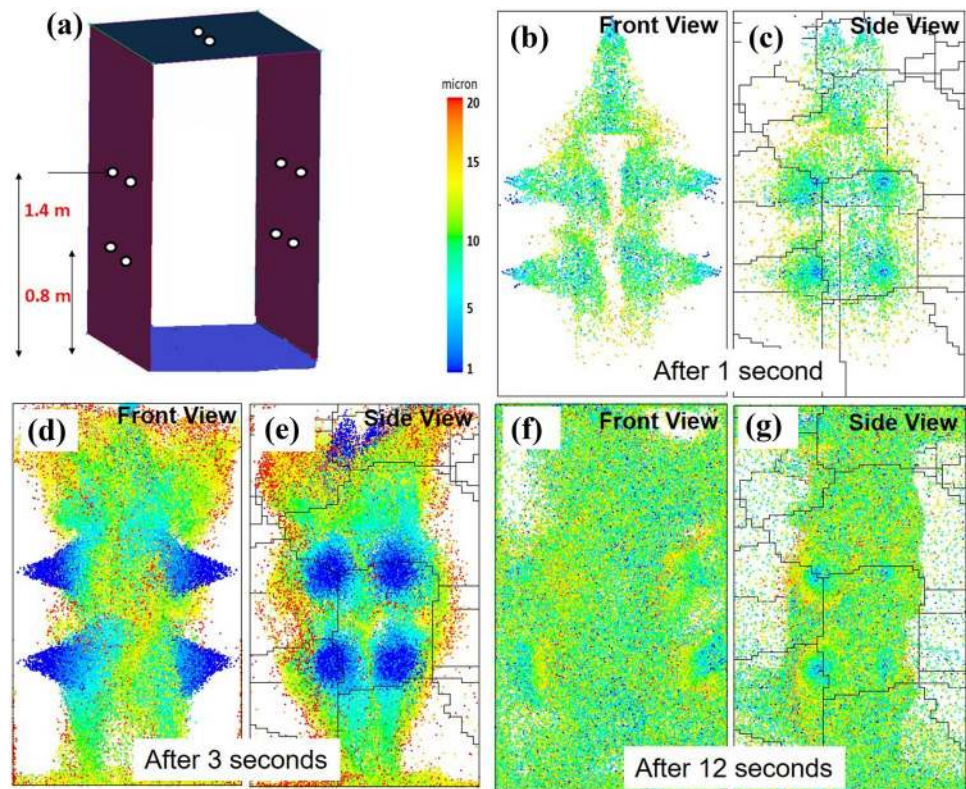 (a)
1.4 m
0.8 m
micron
20
15
10
5
1
(b)
Front View
(c)
Side View
After 1 second
(d)
Front View
(e)
Side View
After 3 seconds
(f)
Front View
(g)
Side View
After 12 seconds